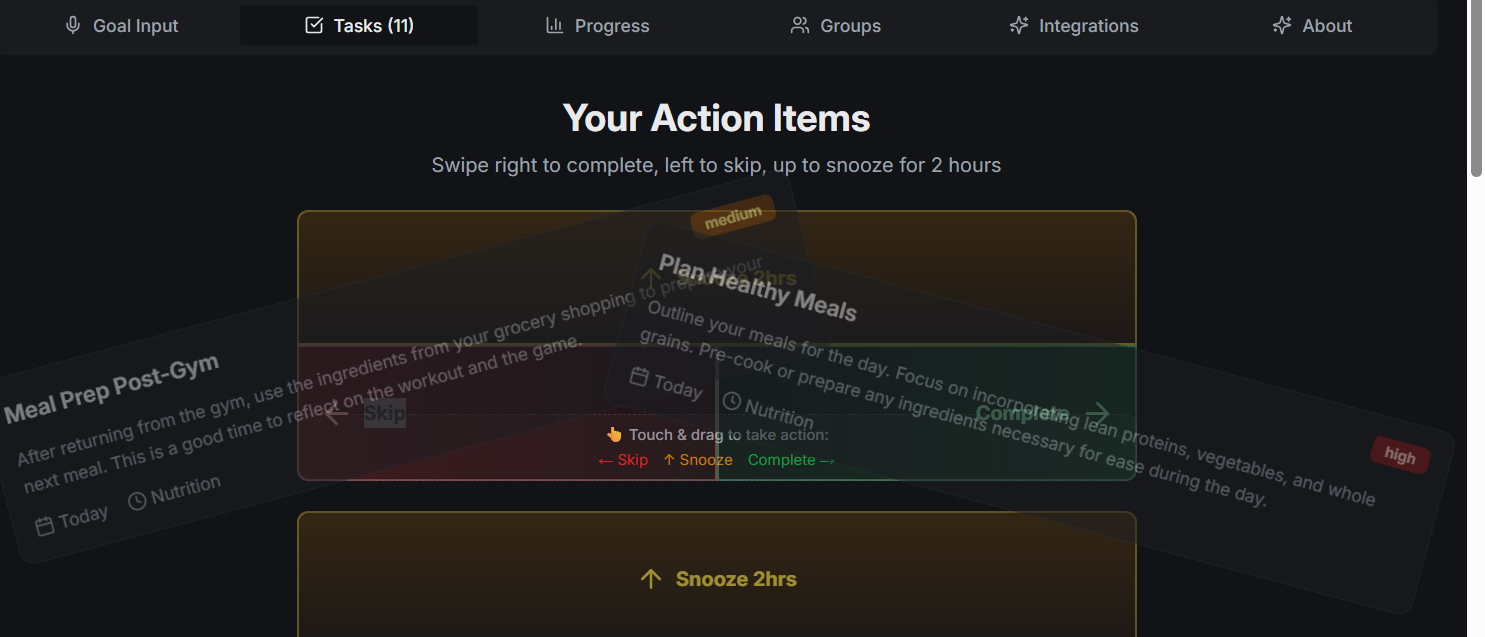 Goal Input
Tasks (11)
Progress
Groups
Integrations
About
Your Action Items
Swipe right to complete, left to skip, up to snooze for 2 hours
medium
Snooze 2hrs
Plan Healthy Meals
Outline your meals for the day. Focus on incorporating lean proteins, vegetables, and whole
grains. Pre-cook or prepare any ingredients necessary for ease during the day.
Today
Nutrition
high
Meal Prep Post-Gym
After returning from the gym, use the ingredients from your grocery shopping to prepare your
next meal. This is a good time to reflect on the workout and the game.
Today
Nutrition
← Skip
Complete →
👆 Touch & drag to take action:
← Skip ↑ Snooze Complete →
↑ Snooze 2hrs